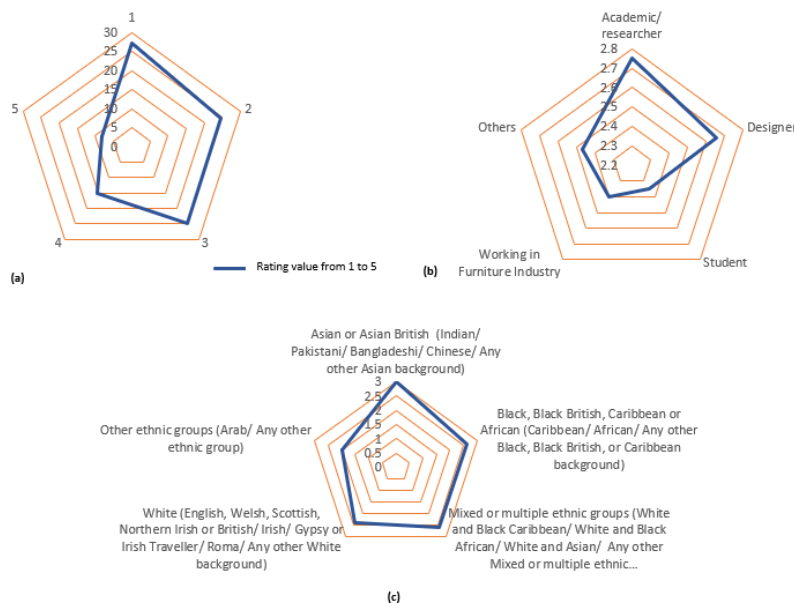 1
30
25
20
15
10
5
0
5
2
4
3
Rating value from 1 to 5
(a)
Academic/
researcher
2.8
2.7
2.6
2.5
2.4
2.3
2.2
Others
Designer
Working in
Furniture Industry
Student
(b)
Asian or Asian British (Indian/
Pakistani/ Bangladeshi/ Chinese/ Any
other Asian background)
3
2.5
2
1.5
1
0.5
0
Other ethnic groups (Arab/ Any other
ethnic group)
Black, Black British, Caribbean or
African (Caribbean/ African/ Any other
Black, Black British, or Caribbean
background)
White (English, Welsh, Scottish,
Northern Irish or British/ Irish/ Gypsy or
Irish Traveller/ Roma/ Any other White
background)
Mixed or multiple ethnic groups (White
and Black Caribbean/ White and Black
African/ White and Asian/ Any other
Mixed or multiple ethnic...
(c)